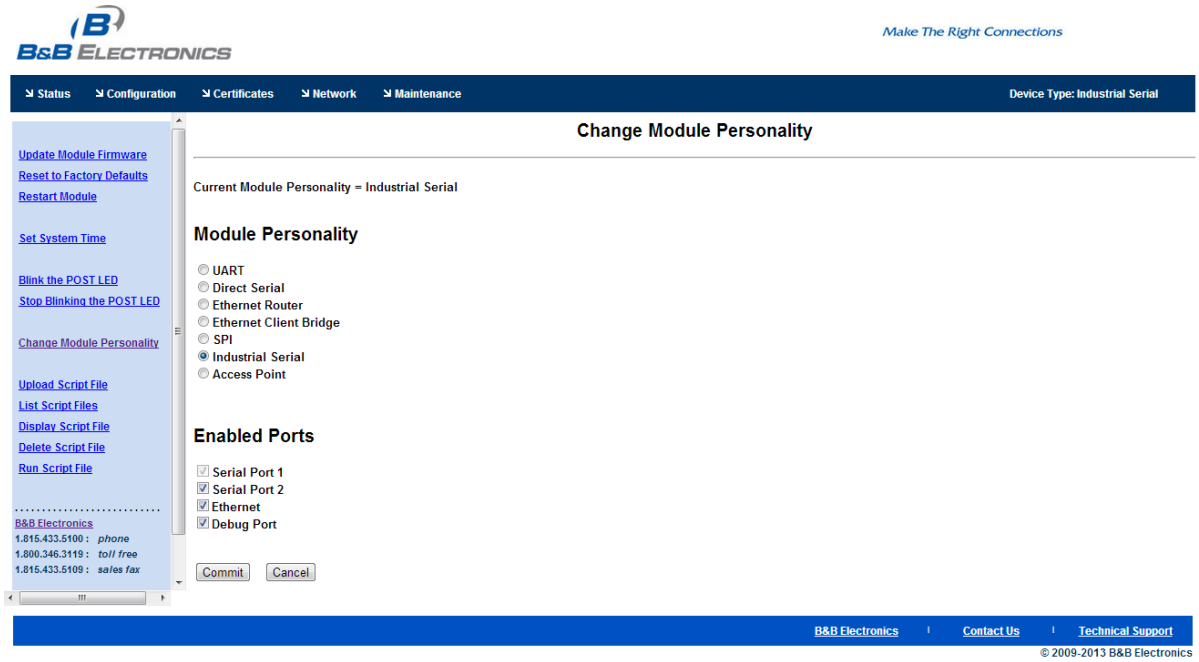 B
B&B ELECTRONICS
Make The Right Connections
Status Configuration Certificates Network Maintenance Device Type: Industrial Serial
Update Module Firmware
Reset to Factory Defaults
Restart Module
Set System Time
Blink the POST LED
Stop Blinking the POST LED
Change Module Personality
Upload Script File
List Script Files
Display Script File
Delete Script File
Run Script File
..........................
B&B Electronics
1.815.433.5100 : phone
1.800.346.3119 : toll free
1.815.433.5109 : sales fax
Change Module Personality
Current Module Personality = Industrial Serial
Module Personality
UART
Direct Serial
Ethernet Router
Ethernet Client Bridge
SPI
Industrial Serial
Access Point
Enabled Ports
Serial Port 1
Serial Port 2
Ethernet
Debug Port
Commit Cancel
B&B Electronics | Contact Us | Technical Support
© 2009-2013 B&B Electronics